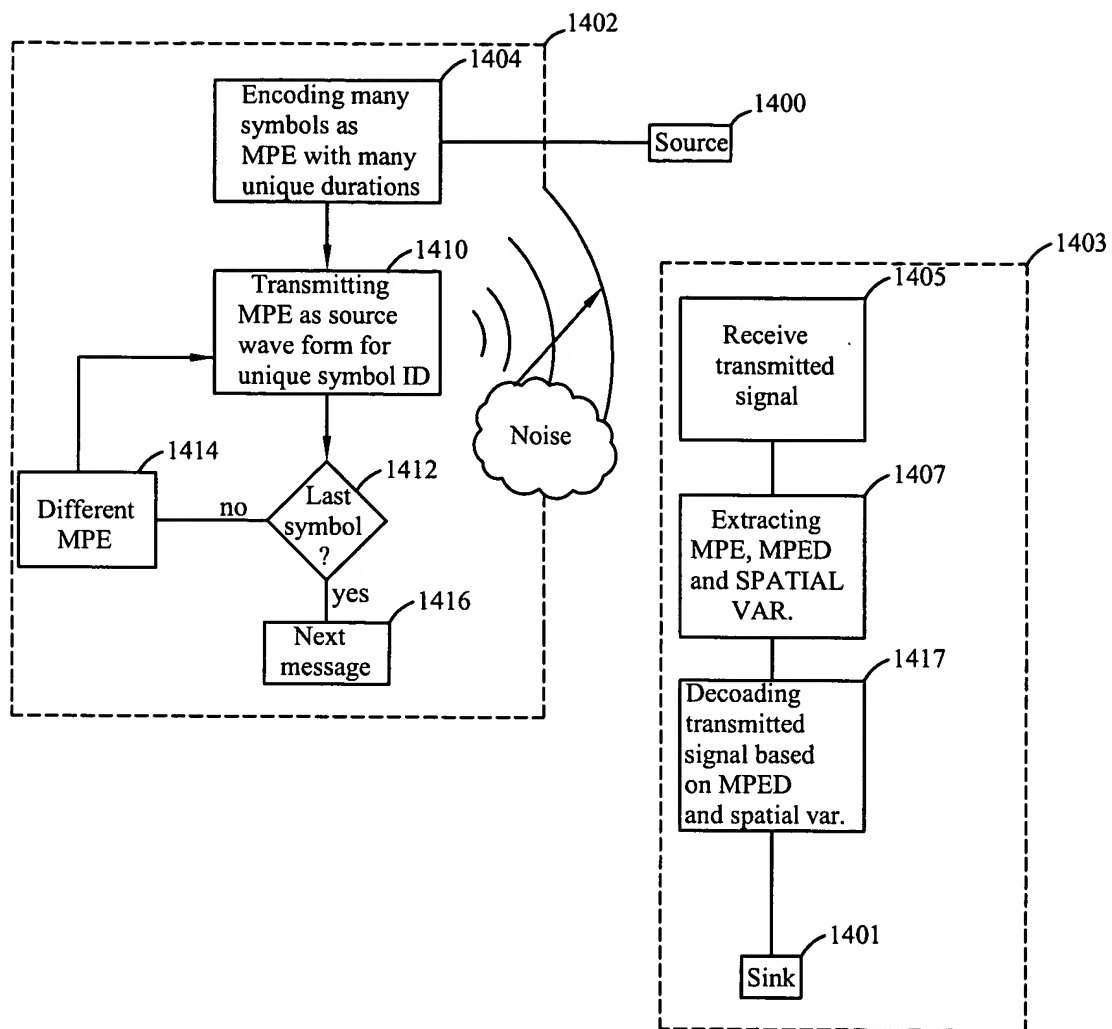 1402
1404
Encoding many
symbols as
MPE with many
unique durations
1400
Source
1410
Transmitting
MPE as source
wave form for
unique symbol ID
1403
1405
Receive
transmitted
signal
Noise
1414
Different
MPE
no
1412
Last
symbol
?
yes
1416
Next
message
1407
Extracting
MPE, MPED
and SPATIAL
VAR.
1417
Decoading
transmitted
signal based
on MPED
and spatial var.
1401
Sink